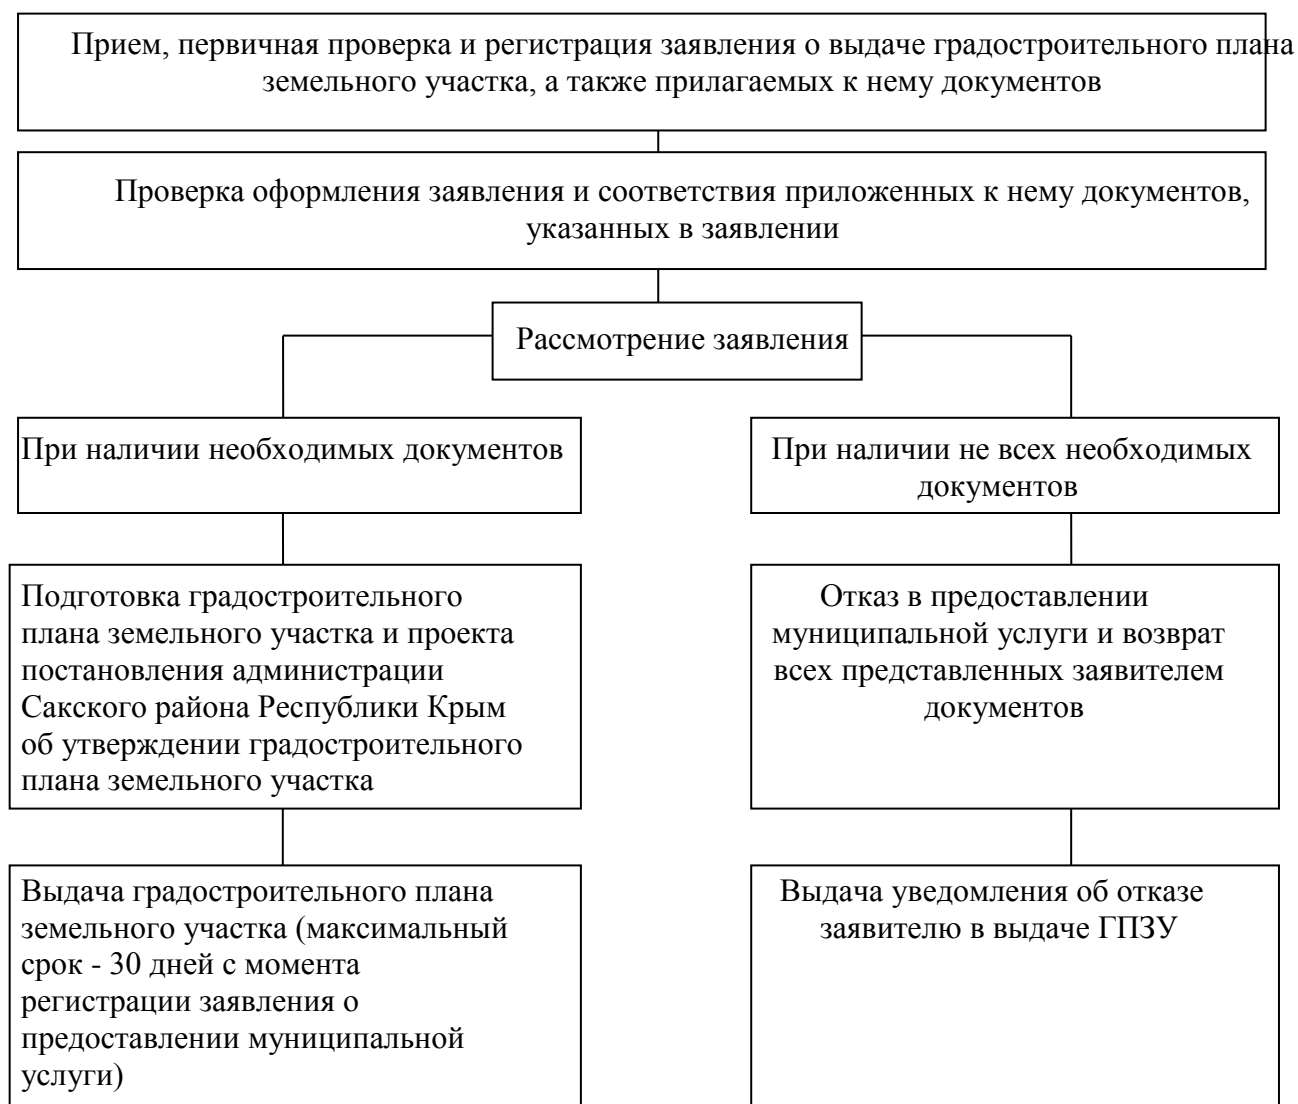 Прием, первичная проверка и регистрация заявления о выдаче градостроительного плана
земельного участка, а также прилагаемых к нему документов
Проверка оформления заявления и соответствия приложенных к нему документов,
указанных в заявлении
Рассмотрение заявления
При наличии необходимых документов
При наличии не всех необходимых
документов
Подготовка градостроительного
плана земельного участка и проекта
постановления администрации
Сакского района Республики Крым
об утверждении градостроительного
плана земельного участка
Отказ в предоставлении
муниципальной услуги и возврат
всех представленных заявителем
документов
Выдача градостроительного плана
земельного участка (максимальный
срок - 30 дней с момента
регистрации заявления о
предоставлении муниципальной
услуги)
Выдача уведомления об отказе
заявителю в выдаче ГПЗУ